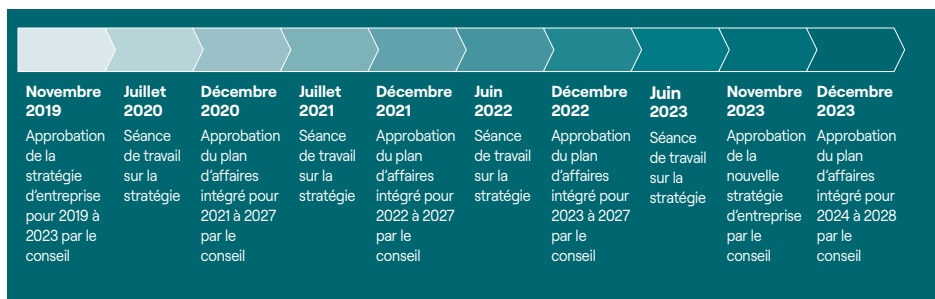 Novembre
2019
Approbation
de la
stratégie
d'entreprise
pour 2019 à
2023 par le
conseil
Juillet
2020
Séance
de travail
sur la
stratégie
Décembre
2020
Approbation
du plan
d'affaires
intégré pour
2021 à 2027
par le
conseil
Juillet
2021
Séance
de travail
sur la
stratégie
Décembre
2021
Approbation
du plan
d'affaires
intégré pour
2022 à 2027
par le
conseil
Juin
2022
Séance
de travail
sur la
stratégie
Décembre
2022
Approbation
du plan
d'affaires
intégré pour
2023 à 2027
par le
conseil
Juin
2023
Séance
de travail
sur la
stratégie
Novembre
2023
Approbation
de la
nouvelle
stratégie
d'entreprise
par le
conseil
Décembre
2023
Approbation
du plan
d'affaires
intégré pour
2024 à 2028
par le
conseil